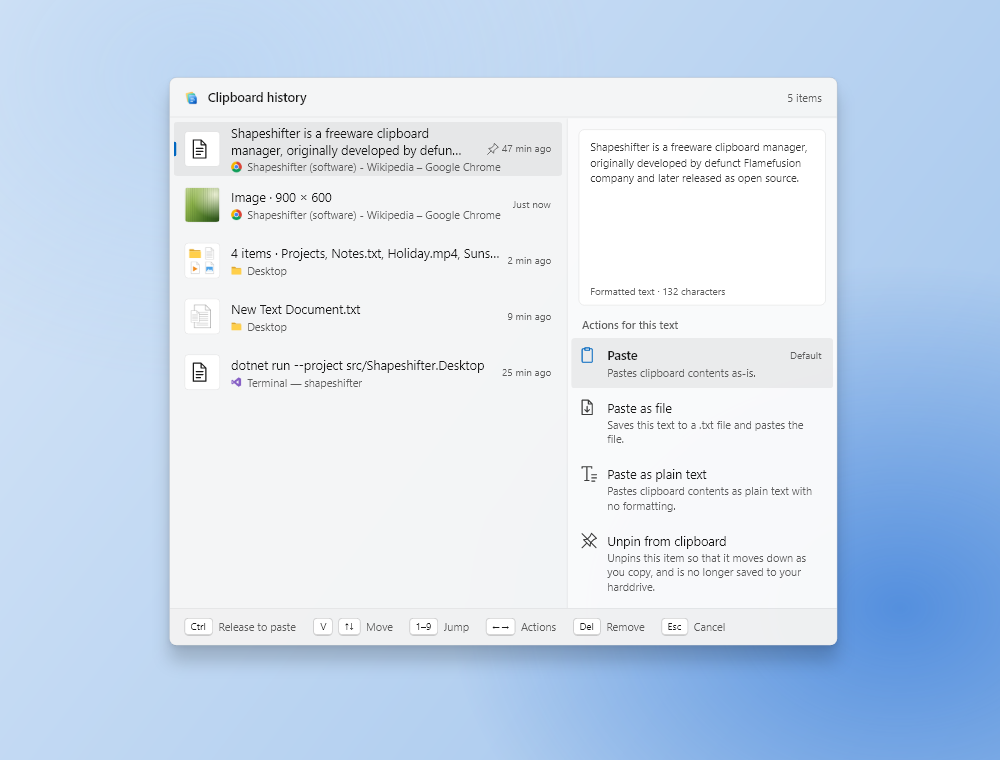 Clipboard history
5 items
Shapeshifter is a freeware clipboard
manager, originally developed by defun...
47 min ago
Shapeshifter (software) - Wikipedia – Google Chrome
Image · 900 × 600
Just now
Shapeshifter (software) - Wikipedia – Google Chrome
4 items · Projects, Notes.txt, Holiday.mp4, Suns...
2 min ago
Desktop
New Text Document.txt
9 min ago
Desktop
dotnet run --project src/Shapeshifter.Desktop
25 min ago
Terminal — shapeshifter
Shapeshifter is a freeware clipboard manager,
originally developed by defunct Flamefusion
company and later released as open source.
Formatted text · 132 characters
Actions for this text
Paste
Default
Pastes clipboard contents as-is.
Paste as file
Saves this text to a .txt file and pastes the
file.
Paste as plain text
Pastes clipboard contents as plain text with
no formatting.
Unpin from clipboard
Unpins this item so that it moves down as
you copy, and is no longer saved to your
harddrive.
Ctrl Release to paste V ↑↓ Move 1–9 Jump ←→ Actions Del Remove Esc Cancel